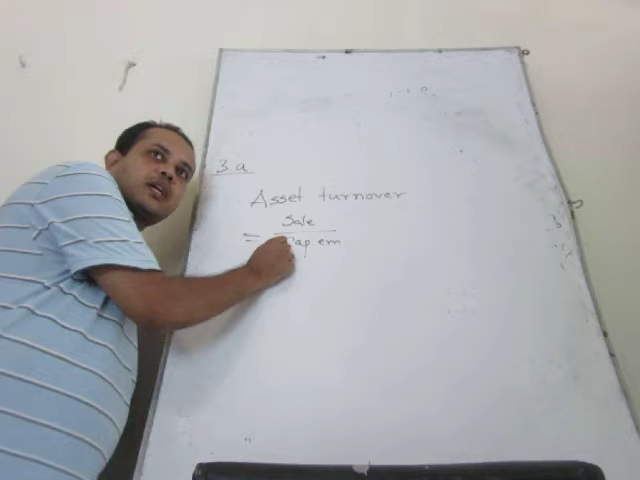 3.a
Asset turnover
Sale
= Cap.em